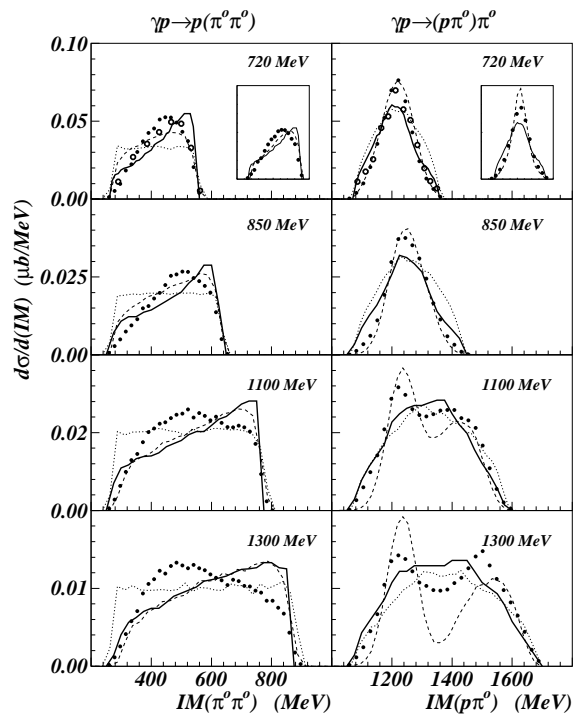 γp→p(π°π°) γp→(pπ°)π°
dσ/d(IM) (μb/MeV)
0.10
720 MeV 720 MeV
0.05
0.00
850 MeV 850 MeV
0.025
0.00
1100 MeV 1100 MeV
0.02
0.00
1300 MeV 1300 MeV
0.01
0.00
400 600 800 1200 1400 1600
IM(π°π°) (MeV) IM(pπ°) (MeV)